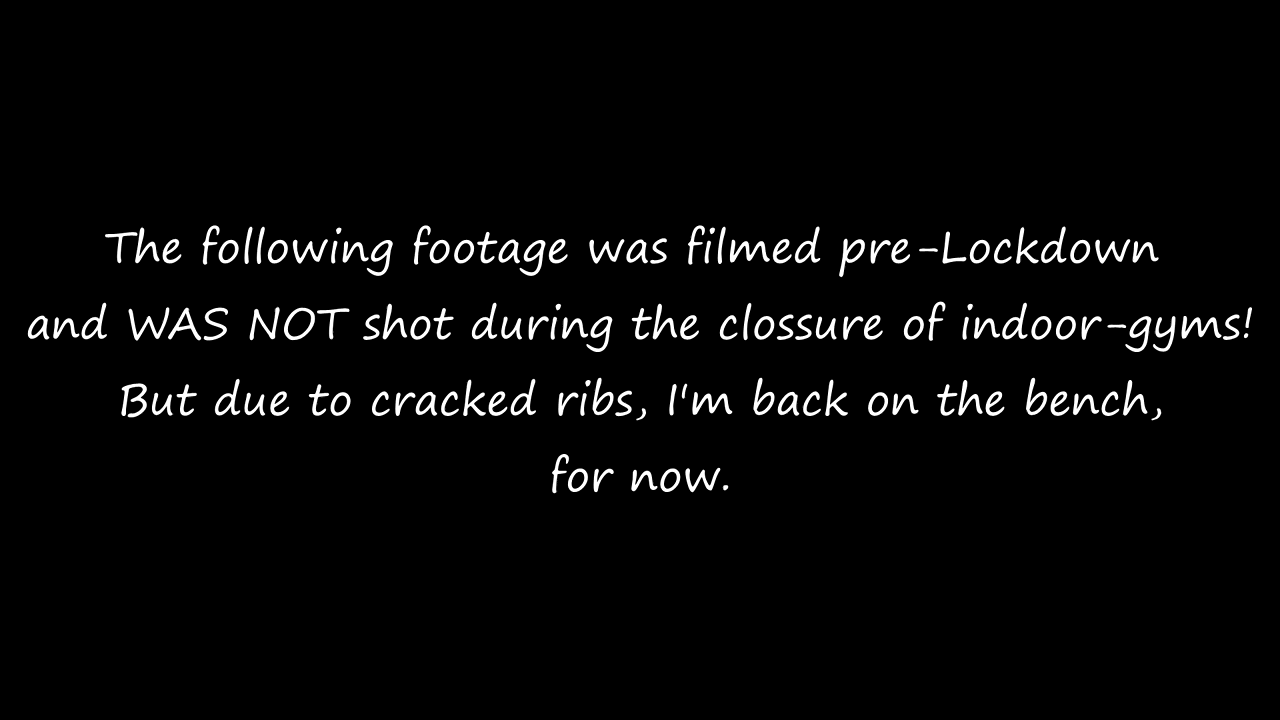 The following footage was filmed pre-Lockdown
and WAS NOT shot during the clossure of indoor-gyms!
But due to cracked ribs, I'm back on the bench,
for now.